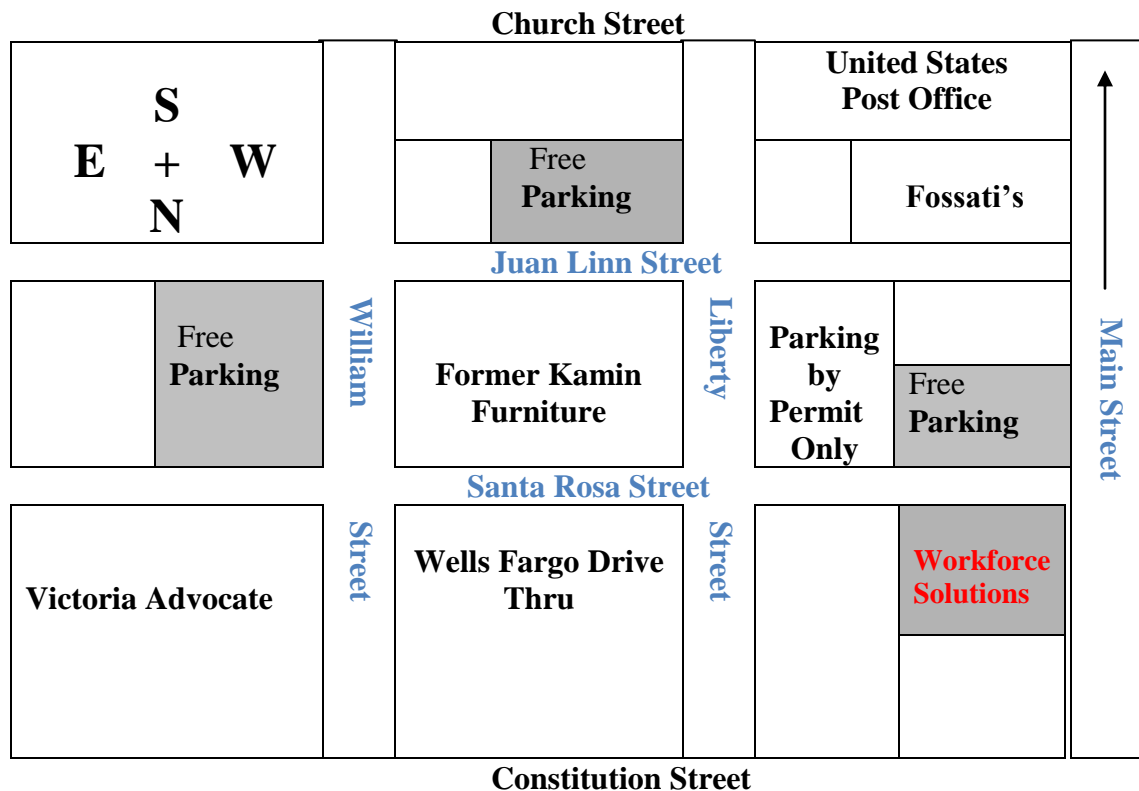 Church Street
S
E + W
N
Free
Parking
United States
Post Office
Fossati's
Juan Linn Street
Free
Parking
William
Street
Former Kamin
Furniture
Liberty
Street
Parking
by
Permit
Only
Free
Parking
Main Street
Santa Rosa Street
Victoria Advocate
Wells Fargo Drive
Thru
Workforce
Solutions
Constitution Street